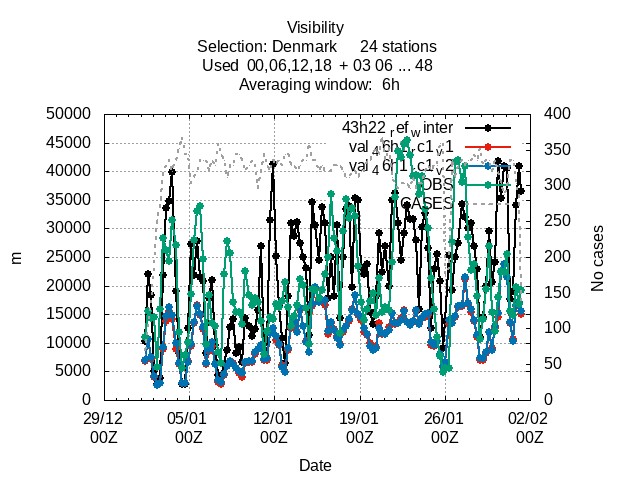 Visibility
Selection: Denmark 24 stations
Used 00,06,12,18 + 03 06 ... 48
Averaging window: 6h
50000
45000
40000
35000
30000
25000
20000
15000
10000
5000
0
m
400
350
300
250
200
150
100
50
0
No cases
43h22_ref_winter
OBS
CASES
29/12 05/01 12/01 19/01 26/01 02/02
00Z 00Z 00Z 00Z 00Z 00Z
Date